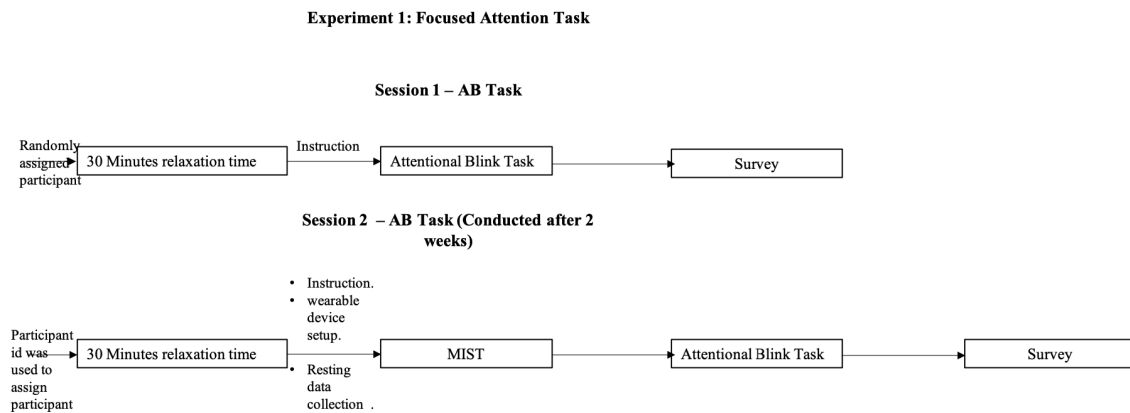 Experiment 1: Focused Attention Task
Session 1 – AB Task
Randomly
assigned
participant
30 Minutes relaxation time
Instruction
Attentional Blink Task
Survey
Session 2 – AB Task (Conducted after 2
weeks)
Participant
id was
used to
assign
participant
30 Minutes relaxation time
• Instruction.
• wearable
device
setup.
• Resting
data
collection .
MIST
Attentional Blink Task
Survey